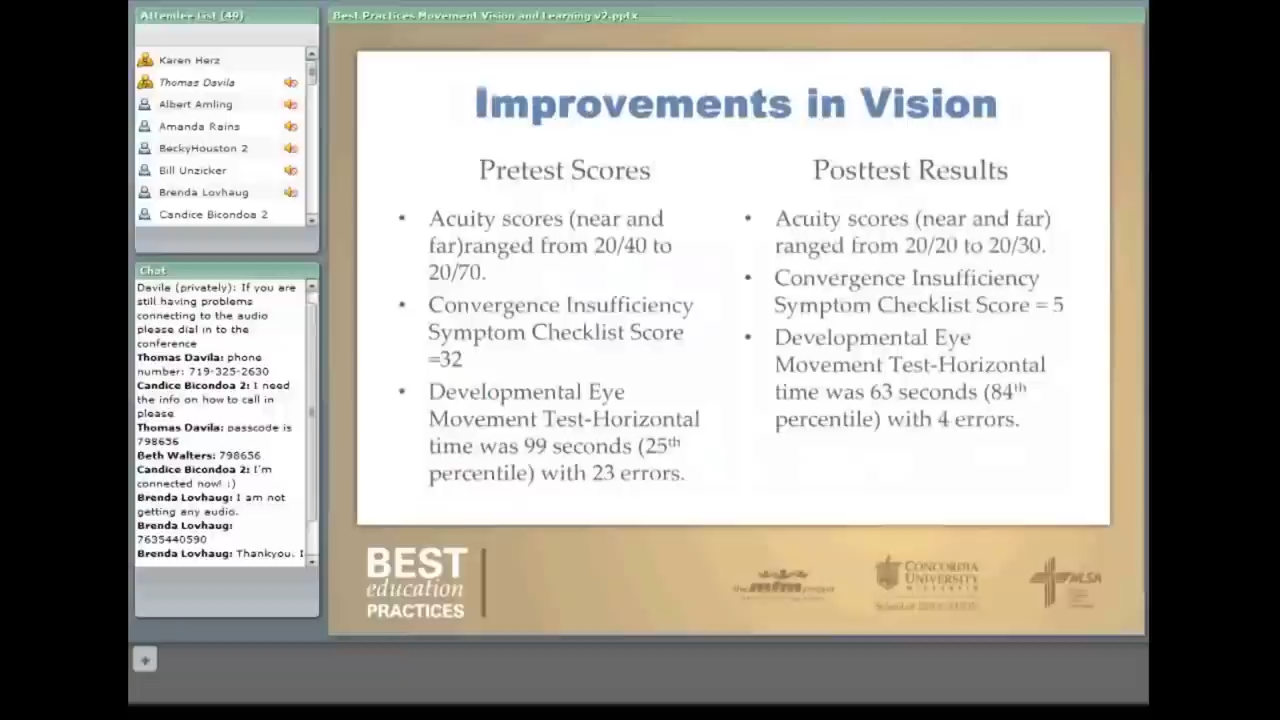 Attendee List (49)
Karen Herz
Thomas Davila
Albert Amling
Amanda Rains
BeckyHouston 2
Bill Unzicker
Brenda Lovhaug
Candice Bicondoa 2
Chat
Davila (privately): If you are
still having problems
connecting to the audio
please dial in to the
conference
Thomas Davila: phone
number: 719-325-2630
Candice Bicondoa 2: I need
the info on how to call in
please
Thomas Davila: passcode is
798656
Beth Walters: 798656
Candice Bicondoa 2: I'm
connected now! :)
Brenda Lovhaug: I am not
getting any audio.
Brenda Lovhaug:
7635440590
Brenda Lovhaug: Thankyou. I
Best Practices Movement Vision and Learning v2.pptx
Improvements in Vision
Pretest Scores
• Acuity scores (near and
far)ranged from 20/40 to
20/70.
• Convergence Insufficiency
Symptom Checklist Score
=32
• Developmental Eye
Movement Test-Horizontal
time was 99 seconds (25th
percentile) with 23 errors.
Posttest Results
• Acuity scores (near and far)
ranged from 20/20 to 20/30.
• Convergence Insufficiency
Symptom Checklist Score = 5
• Developmental Eye
Movement Test-Horizontal
time was 63 seconds (84th
percentile) with 4 errors.
BEST
education
PRACTICES
the mfm project
CONCORDIA
UNIVERSITY
WISCONSIN
SCHOOL OF EDUCATION